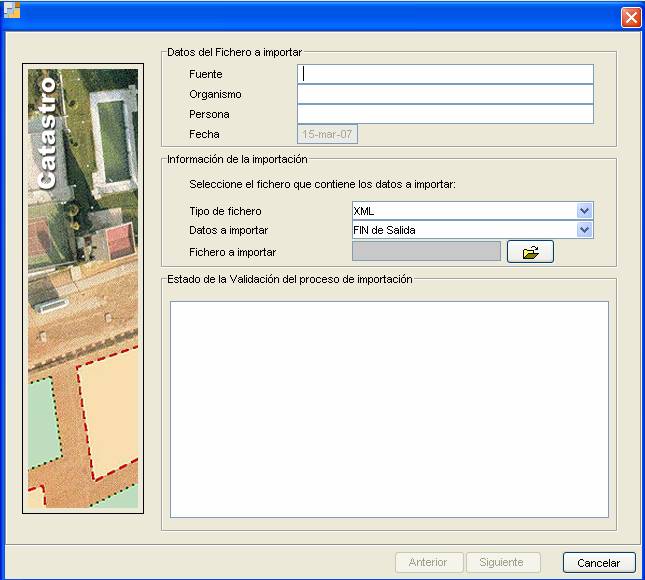 Catastro
Datos del Fichero a importar
Fuente
Organismo
Persona
Fecha 15-mar-07
Información de la importación
Seleccione el fichero que contiene los datos a importar:
Tipo de fichero XML
Datos a importar FIN de Salida
Fichero a importar
Estado de la Validación del proceso de importación
Anterior Siguiente Cancelar